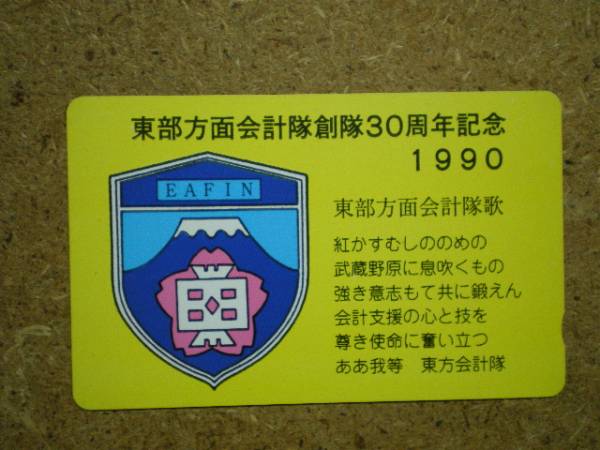 東部方面会計隊創隊30周年記念
1990
EAFIN
東部方面会計隊歌
紅かすむしののめの
武蔵野原に息吹くもの
強き意志もて共に鍛えん
会計支援の心と技を
尊き使命に奮い立つ
ああ我等　東方会計隊